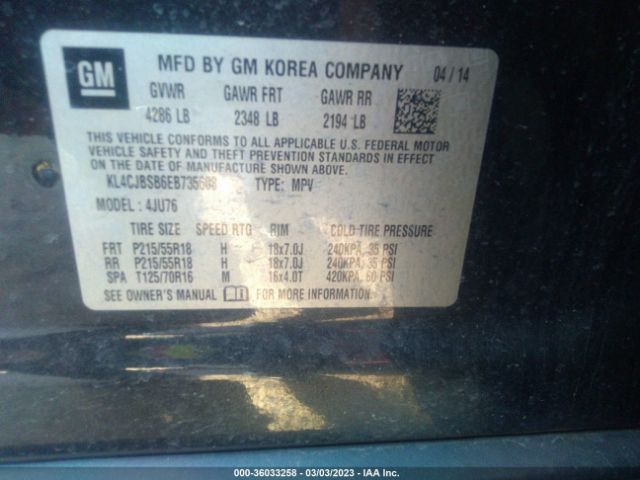 GM
MFD BY GM KOREA COMPANY 04 / 14
GVWR GAWR FRT GAWR RR
4286 LB 2348 LB 2194 LB
THIS VEHICLE CONFORMS TO ALL APPLICABLE U.S. FEDERAL MOTOR
VEHICLE SAFETY AND THEFT PREVENTION STANDARDS IN EFFECT
ON THE DATE OF MANUFACTURE SHOWN ABOVE.
TYPE: MPV
MODEL : 4JU76
TIRE SIZE SPEED RTG RIM COLD TIRE PRESSURE
FRT P215/55R18 H 18x7.0J 240KPA, 35 PSI
RR P215/55R18 H 18x7.0J 240KPA, 35 PSI
SPA T125/70R16 M 16x4.0T 420KPA, 60 PSI
SEE OWNER'S MANUAL FOR MORE INFORMATION.
000-36033258 - 03/03/2023 - IAA Inc.